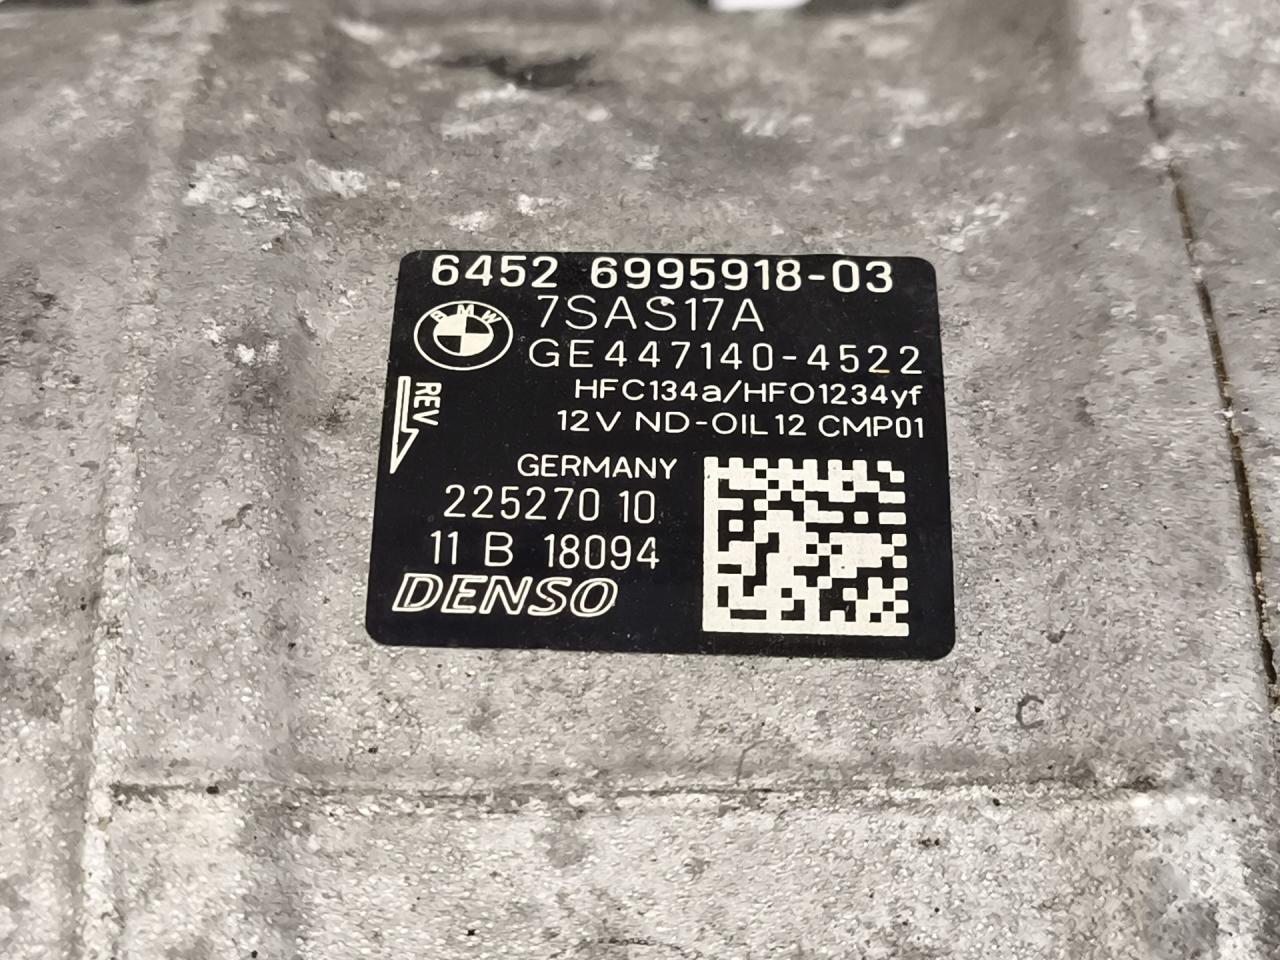 6452 6995918-03
BMW
7SAS17A
GE447140-4522
REV
HFC134a/HFO1234yf
12V ND-OIL12 CMP01
GERMANY
225270 10
11 B 18094
DENSO
C